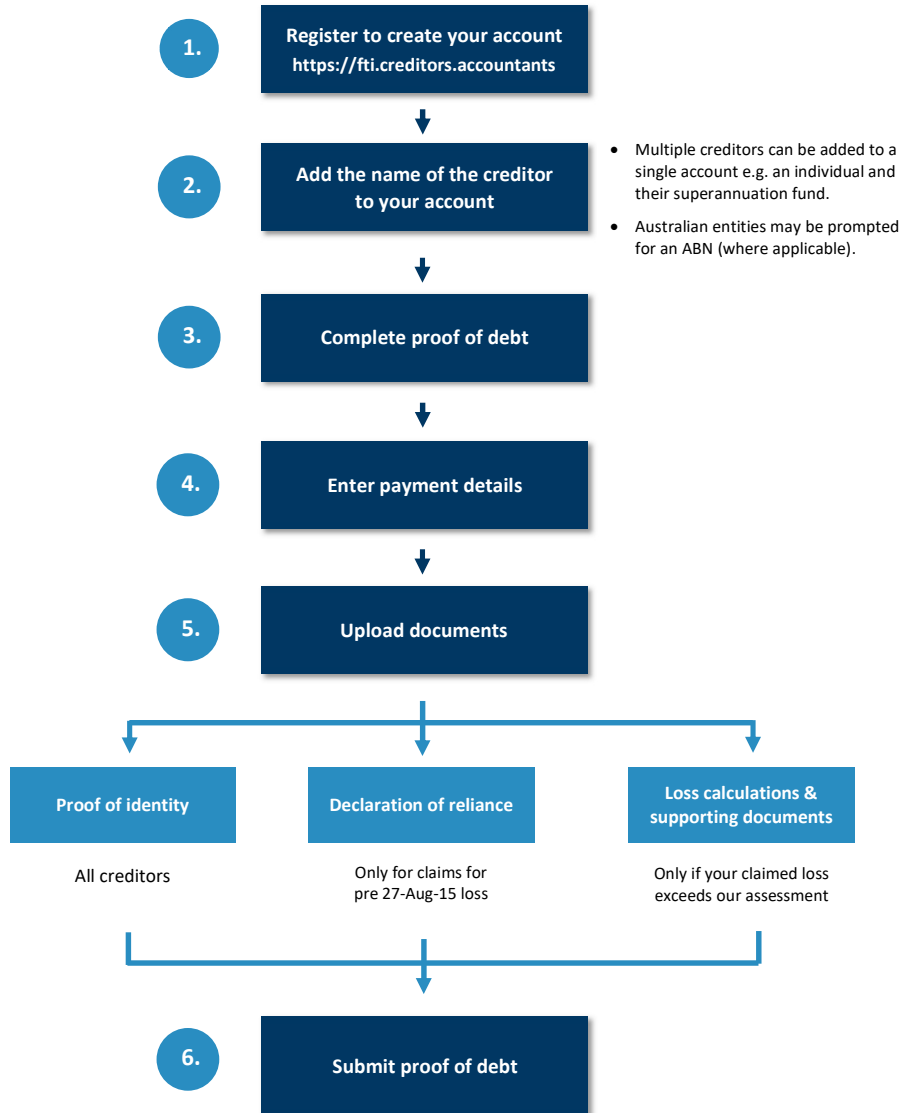 1.
Register to create your account
https://fti.creditors.accountants
2.
Add the name of the creditor
to your account
• Multiple creditors can be added to a
single account e.g. an individual and
their superannuation fund.
• Australian entities may be prompted
for an ABN (where applicable).
3.
Complete proof of debt
4.
Enter payment details
5.
Upload documents
Proof of identity
All creditors
Declaration of reliance
Only for claims for
pre 27-Aug-15 loss
Loss calculations &
supporting documents
Only if your claimed loss
exceeds our assessment
6.
Submit proof of debt